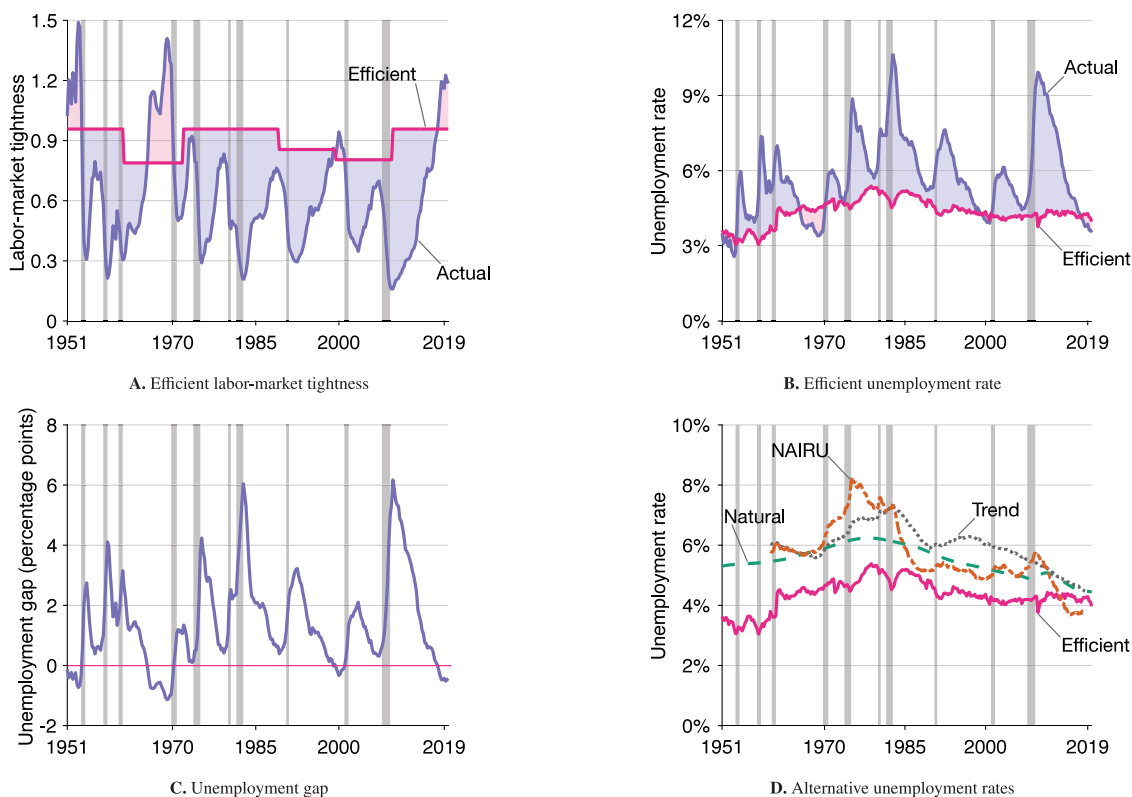 Labor-market tightness
1.5
1.2
0.9
0.6
0.3
0
Efficient
Actual
1951 1970 1985 2000 2019
A. Efficient labor-market tightness
Unemployment rate
12%
9%
6%
3%
0%
Actual
Efficient
1951 1970 1985 2000 2019
B. Efficient unemployment rate
Unemployment gap (percentage points)
8
6
4
2
0
-2
1951 1970 1985 2000 2019
C. Unemployment gap
Unemployment rate
10%
8%
6%
4%
2%
0%
NAIRU
Natural
Trend
Efficient
1951 1970 1985 2000 2019
D. Alternative unemployment rates